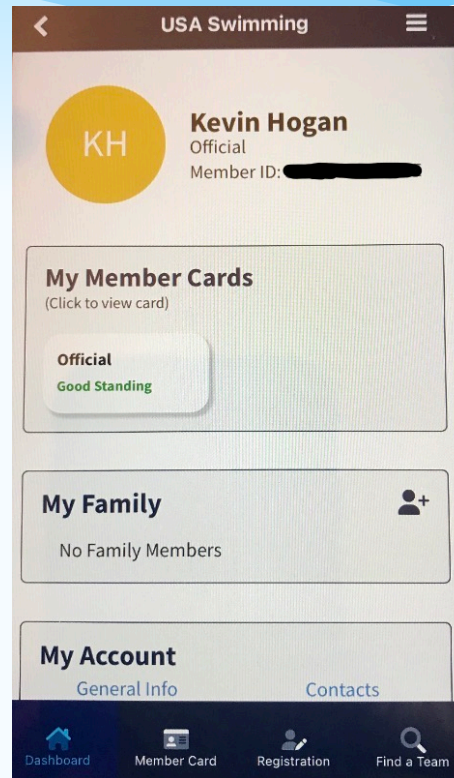 USA Swimming
KH
Kevin Hogan
Official
Member ID:
My Member Cards
(Click to view card)
Official
Good Standing
My Family
No Family Members
My Account
General Info Contacts
Dashboard Member Card Registration Find a Team